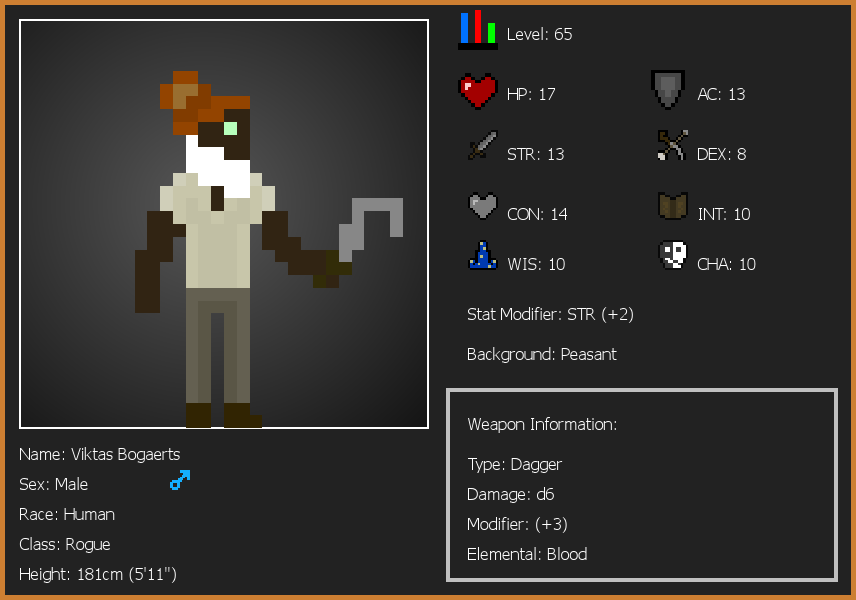 Level: 65
HP: 17
AC: 13
STR: 13
DEX: 8
CON: 14
INT: 10
WIS: 10
CHA: 10
Stat Modifier: STR (+2)
Background: Peasant
Weapon Information:
Type: Dagger
Damage: d6
Modifier: (+3)
Elemental: Blood
Name: Viktas Bogaerts
Sex: Male
Race: Human
Class: Rogue
Height: 181cm (5'11")